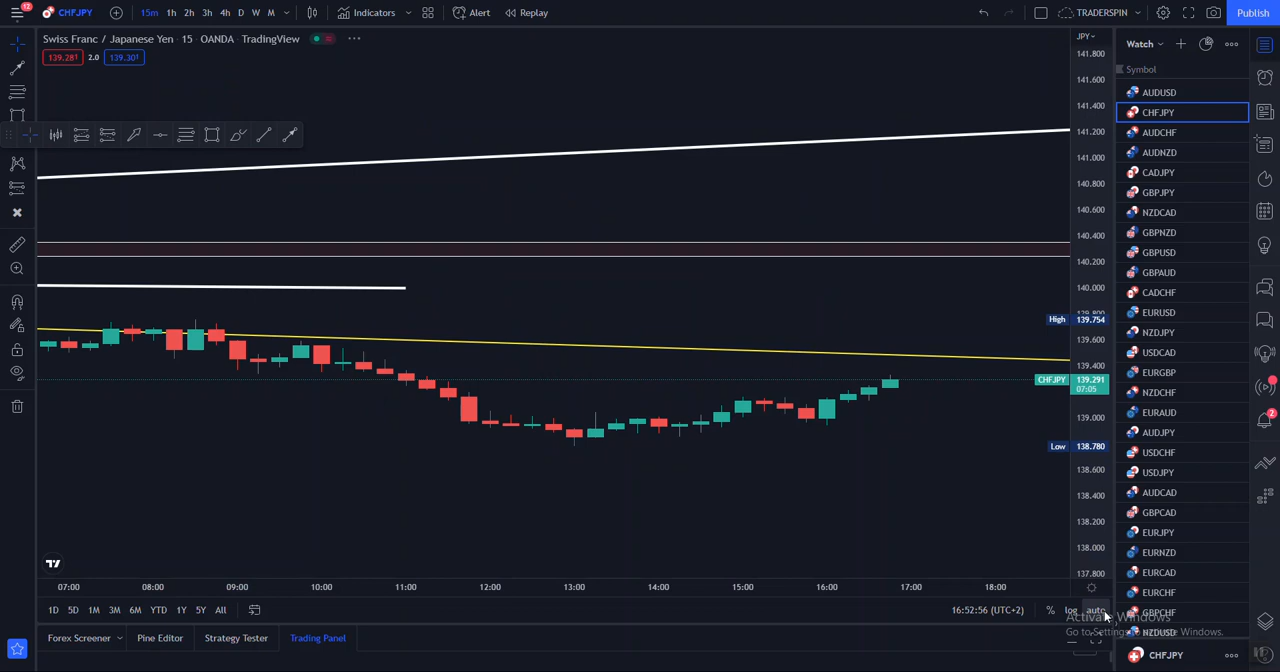 12
CHFJPY
15m 1h 2h 3h 4h D W M
Indicators
Alert
Replay
TRADERSPIN
Publish
Swiss Franc / Japanese Yen · 15 · OANDA · TradingView
139.281 2.0 139.301
JPY
141.800
141.600
141.400
141.200
141.000
140.800
140.600
140.400
140.200
140.000
139.800
High 139.754
139.600
139.400
CHFJPY 139.291
07:05
139.000
Low 138.780
138.600
138.400
138.200
138.000
137.800
07:00 08:00 09:00 10:00 11:00 12:00 13:00 14:00 15:00 16:00 17:00 18:00
1D 5D 1M 3M 6M YTD 1Y 5Y All
16:52:56 (UTC+2) % log auto
Forex Screener Pine Editor Strategy Tester Trading Panel
Watch
Symbol
AUDUSD
CHFJPY
AUDCHF
AUDNZD
CADJPY
GBPJPY
NZDCAD
GBPNZD
GBPUSD
GBPAUD
CADCHF
EURUSD
NZDJPY
USDCAD
EURGBP
NZDCHF
EURAUD
AUDJPY
USDCHF
USDJPY
AUDCAD
GBPCAD
EURJPY
EURNZD
EURCAD
EURCHF
GBPCHF
NZDUSD
Activate Windows
Go to Settings to activate Windows.
CHFJPY
2